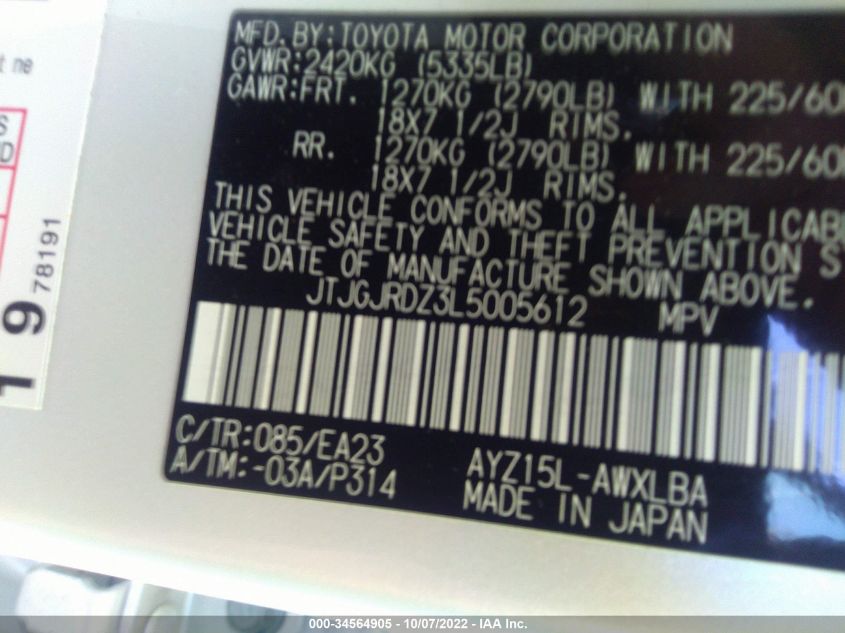 MFD. BY: TOYOTA MOTOR CORPORATION
GVWR: 2420KG (5335LB)
GAWR: FRT. 1270KG (2790LB) WITH 225/60
18X7 1/2J RIMS.
RR. 1270KG (2790LB) WITH 225/60
18X7 1/2J RIMS.
THIS VEHICLE CONFORMS TO ALL APPLICAB
VEHICLE SAFETY AND THEFT PREVENTION S
THE DATE OF MANUFACTURE SHOWN ABOVE.
JTJGJRDZ3L5005612 MPV
C/TR: 085/EA23
A/TM: -03A/P314
AYZ15L-AWXLBA
MADE IN JAPAN
t ne
S
D
1 9 78191
000-34564905 - 10/07/2022 - IAA Inc.